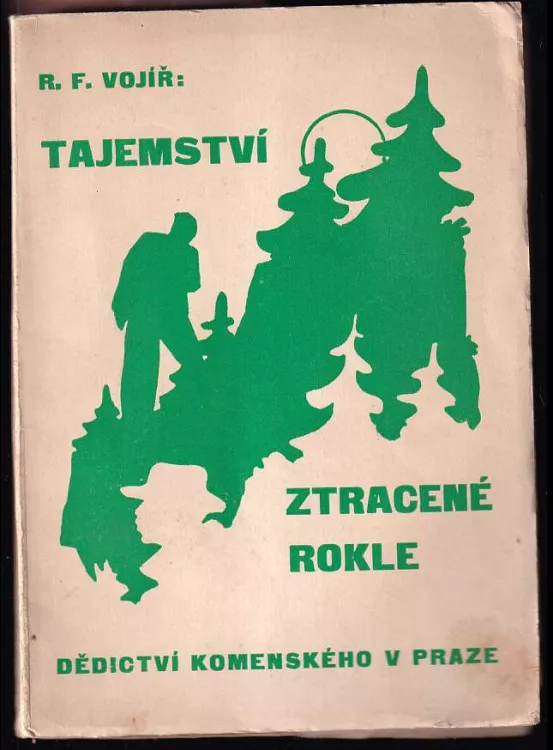 R. F. VOJÍŘ:
TAJEMSTVÍ
ZTRACENÉ
ROKLE
DĚDICTVÍ KOMENSKÉHO V PRAZE